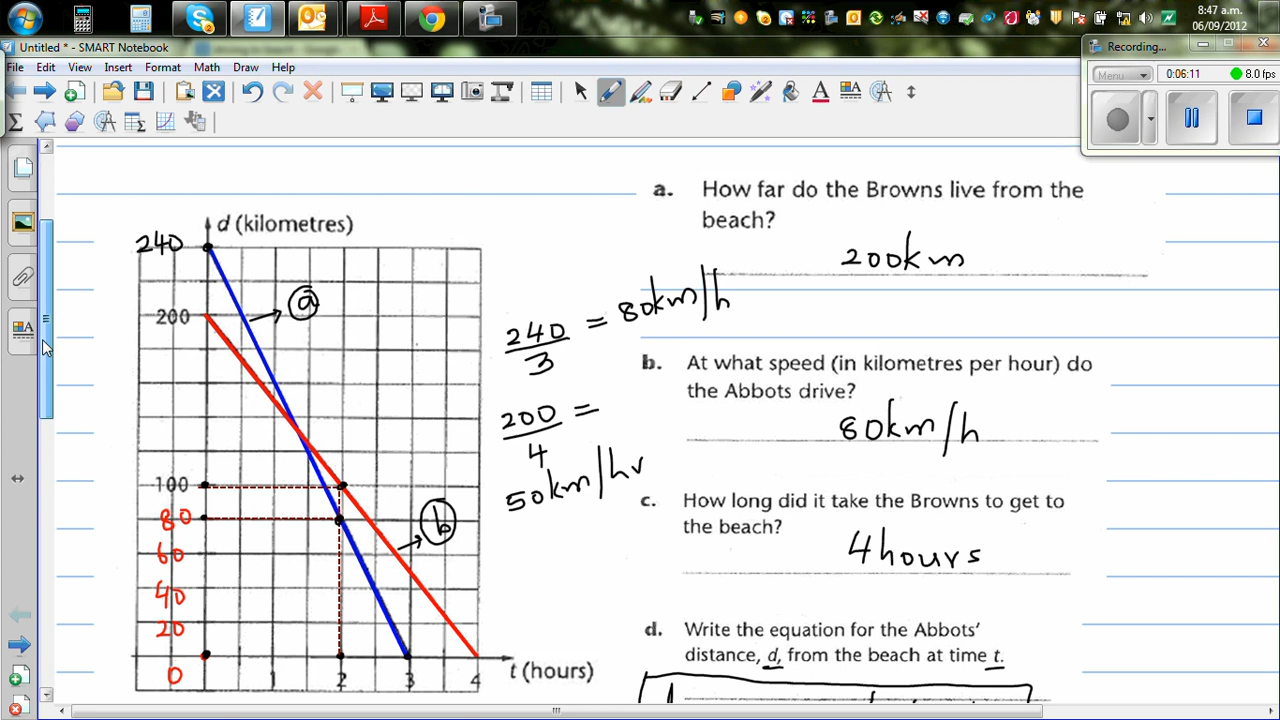 8:47 a.m.
06/09/2012
Untitled * - SMART Notebook
Recording...
File Edit View Insert Format Math Draw Help
Menu
0:06:11
8.0 fps
a. How far do the Browns live from the
beach?
200km
d (kilometres)
240
200
100
80
60
40
20
0
2
3
4
t (hours)
a
b
240
3
= 80km/h
200 =
4
50km/hr
b. At what speed (in kilometres per hour) do
the Abbots drive?
80km/h
c. How long did it take the Browns to get to
the beach?
4hours
d. Write the equation for the Abbots'
distance, d, from the beach at time t.